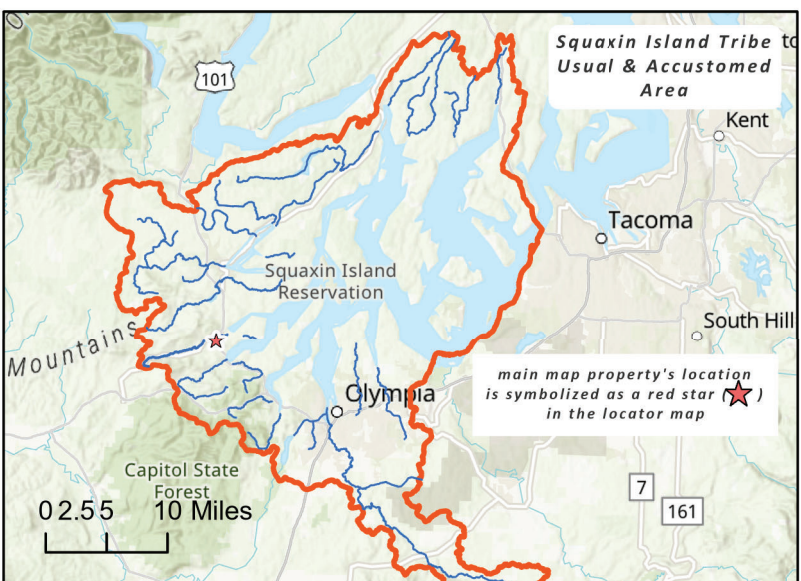 101
Squaxin Island Tribe
Usual & Accustomed
Area
Kent
Tacoma
Squaxin Island
Reservation
South Hill
Mountains
main map property's location
is symbolized as a red star ( )
in the locator map
Olympia
Capitol State
Forest
7
161
0 2.5 5 10 Miles